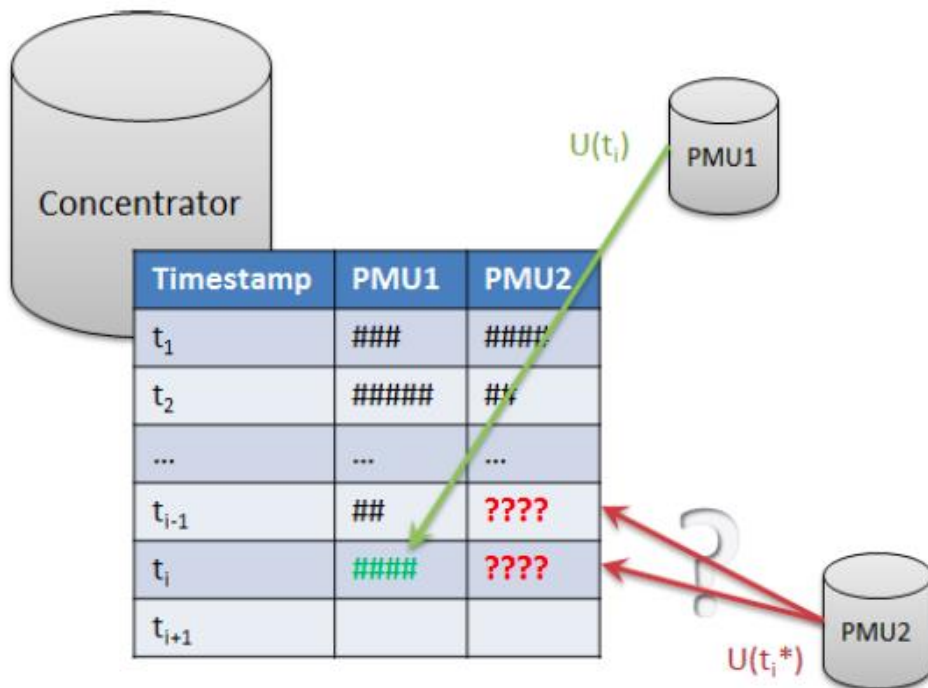 Concentrator
U(tᵢ)
PMU1
Timestamp PMU1 PMU2
t₁ ### ####
t₂ ##### ##
... ... ...
tᵢ₋₁ ## ????
tᵢ #### ????
tᵢ₊₁
?
PMU2
U(tᵢ*)